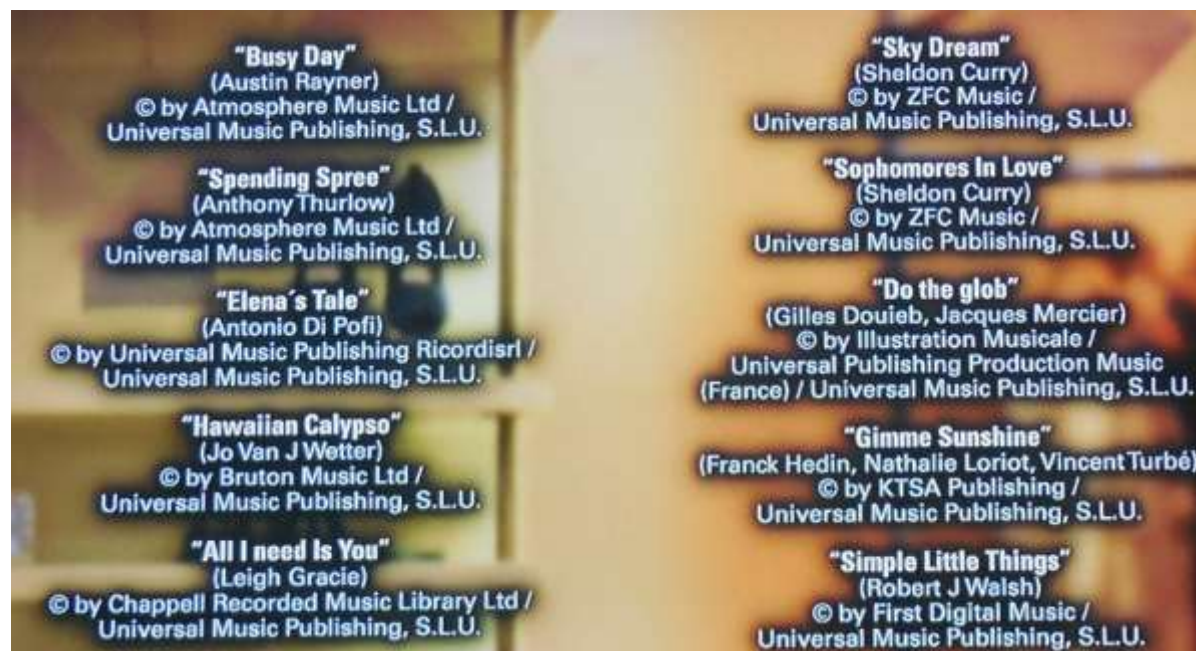 "Busy Day"
(Austin Rayner)
© by Atmosphere Music Ltd /
Universal Music Publishing, S.L.U.
"Spending Spree"
(Anthony Thurlow)
© by Atmosphere Music Ltd /
Universal Music Publishing, S.L.U.
"Elena´s Tale"
(Antonio Di Pofi)
© by Universal Music Publishing Ricordisrl /
Universal Music Publishing, S.L.U.
"Hawaiian Calypso"
(Jo Van J Wetter)
© by Bruton Music Ltd /
Universal Music Publishing, S.L.U.
"All I need Is You"
(Leigh Gracie)
© by Chappell Recorded Music Library Ltd /
Universal Music Publishing, S.L.U.
"Sky Dream"
(Sheldon Curry)
© by ZFC Music /
Universal Music Publishing, S.L.U.
"Sophomores In Love"
(Sheldon Curry)
© by ZFC Music /
Universal Music Publishing, S.L.U.
"Do the glob"
(Gilles Douieb, Jacques Mercier)
© by Illustration Musicale /
Universal Publishing Production Music
(France) / Universal Music Publishing, S.L.U.
"Gimme Sunshine"
(Franck Hedin, Nathalie Loriot, Vincent Turbé)
© by KTSA Publishing /
Universal Music Publishing, S.L.U.
"Simple Little Things"
(Robert J Walsh)
© by First Digital Music /
Universal Music Publishing, S.L.U.